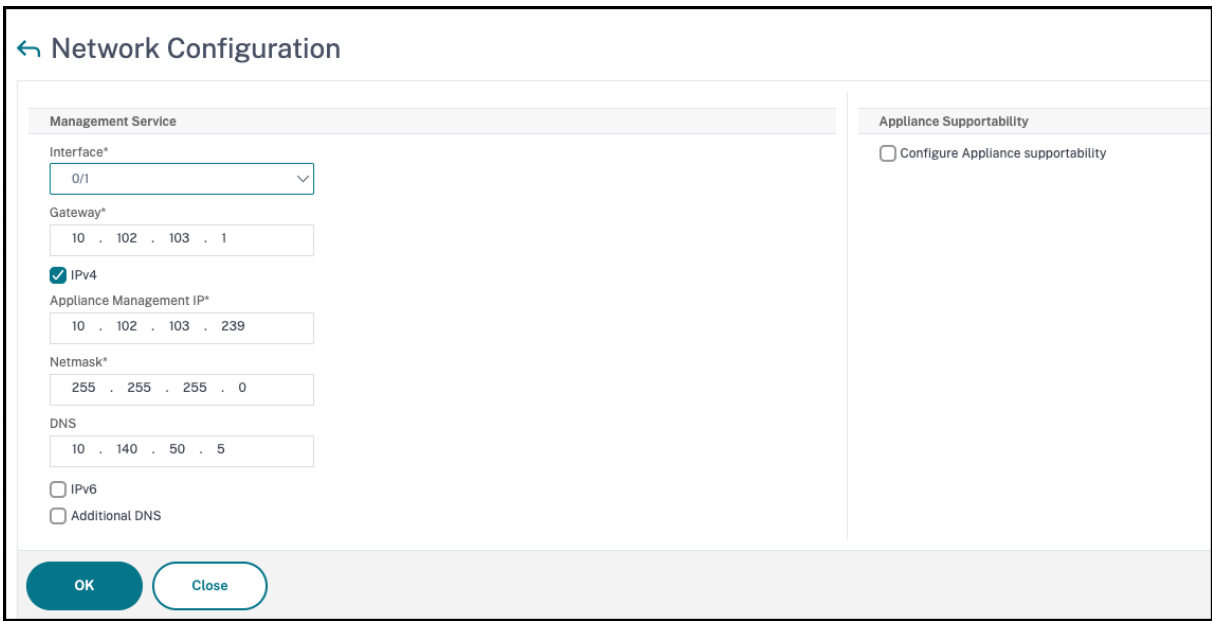 Network Configuration
Management Service
Interface*
0/1
Gateway*
10 . 102 . 103 . 1
IPv4
Appliance Management IP*
10 . 102 . 103 . 239
Netmask*
255 . 255 . 255 . 0
DNS
10 . 140 . 50 . 5
IPv6
Additional DNS
OK
Close
Appliance Supportability
Configure Appliance supportability